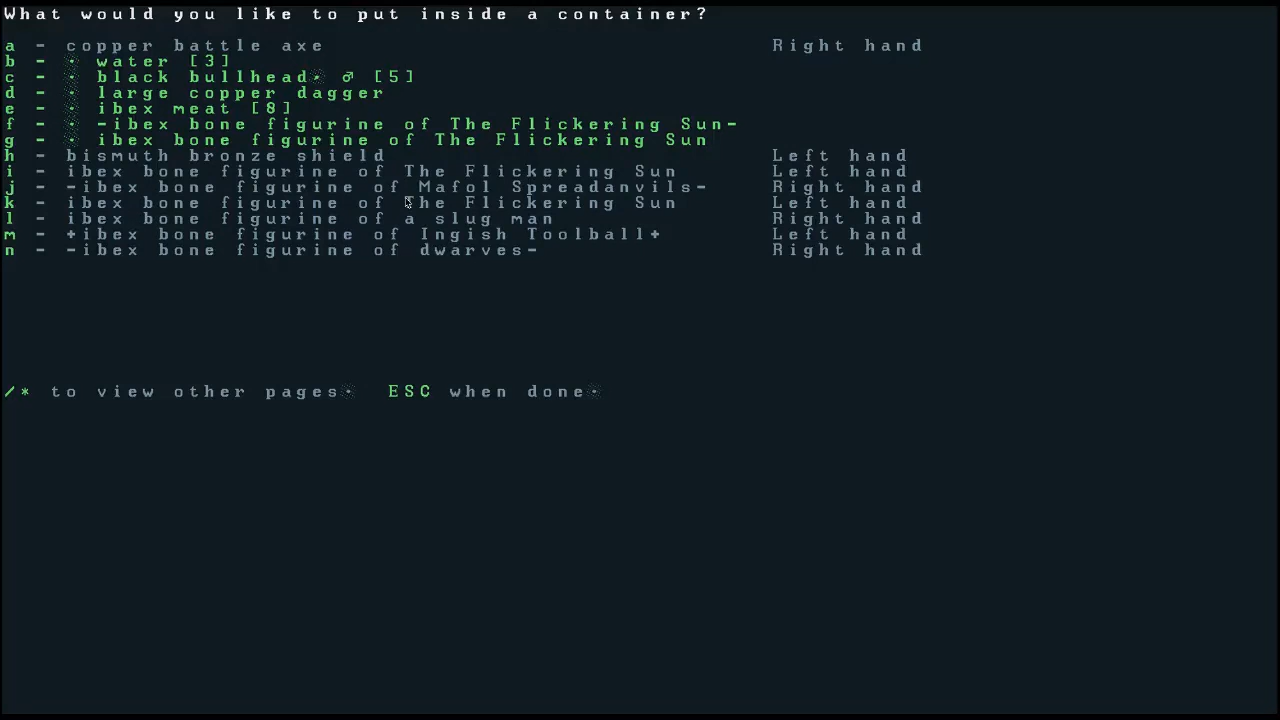 What would you like to put inside a container?
a - copper battle axe Right hand
b - water [3]
c - black bullhead, ♂ [5]
d - large copper dagger
e - ibex meat [8]
f - -ibex bone figurine of The Flickering Sun-
g - ibex bone figurine of The Flickering Sun
h - bismuth bronze shield Left hand
i - ibex bone figurine of The Flickering Sun Left hand
j - -ibex bone figurine of Mafol Spreadanvils- Right hand
k - ibex bone figurine of The Flickering Sun Left hand
l - ibex bone figurine of a slug man Right hand
m - +ibex bone figurine of Ingish Toolball+ Left hand
n - -ibex bone figurine of dwarves- Right hand
/* to view other pages. ESC when done.